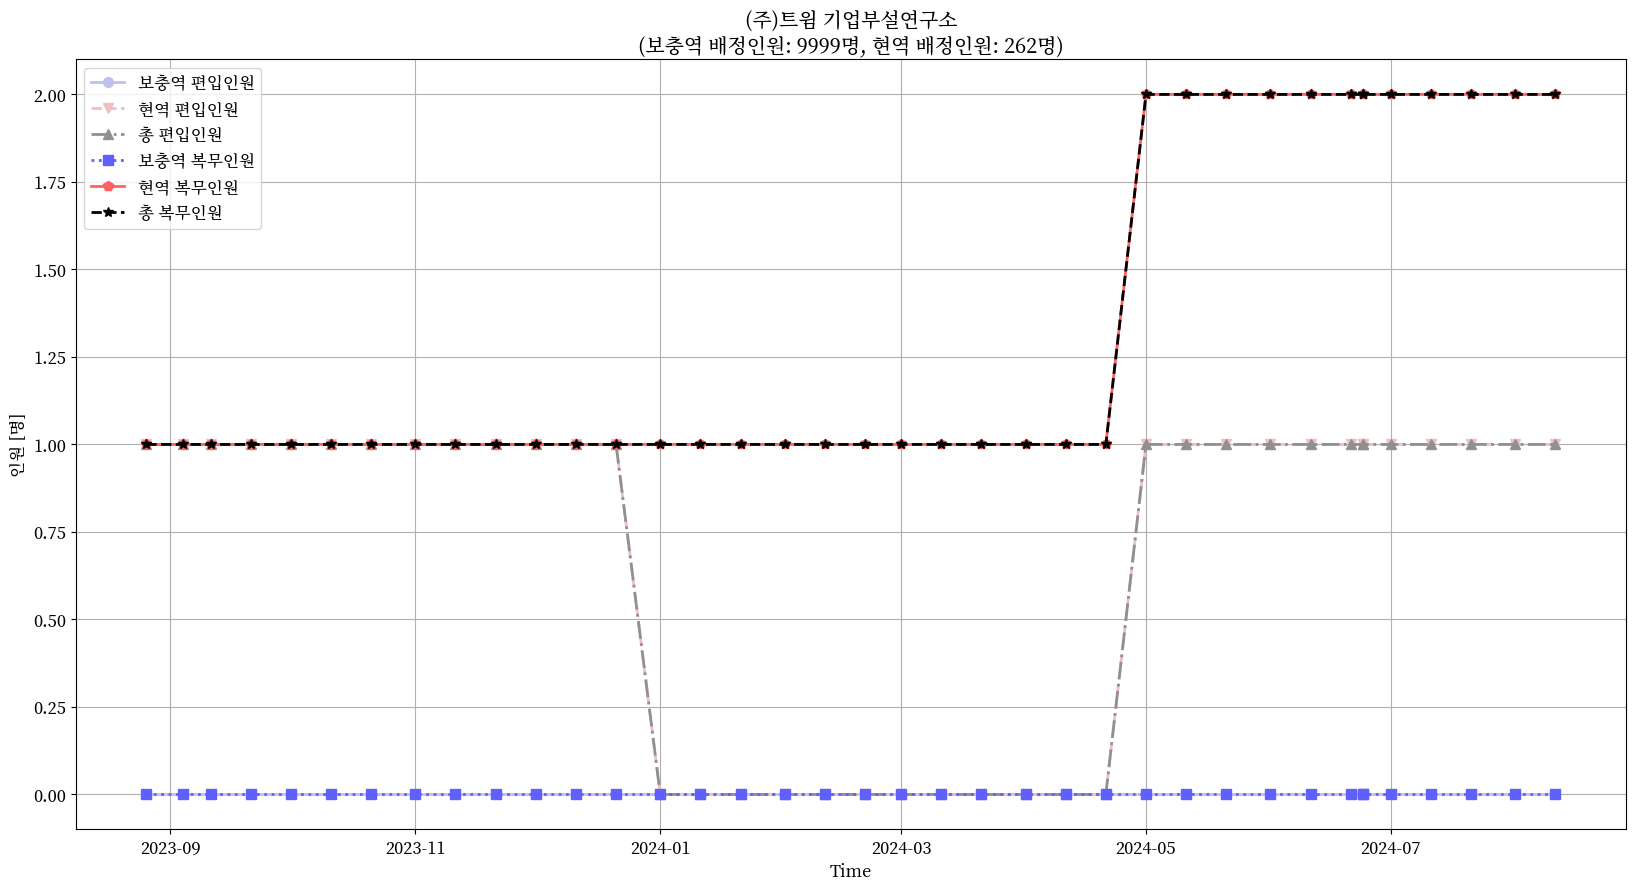 (주)트윔 기업부설연구소
(보충역 배정인원: 9999명, 현역 배정인원: 262명)
보충역 편입인원
현역 편입인원
총 편입인원
보충역 복무인원
현역 복무인원
총 복무인원
2.00
1.75
1.50
1.25
1.00
0.75
0.50
0.25
0.00
인원 [명]
2023-09
2023-11
2024-01
2024-03
2024-05
2024-07
Time